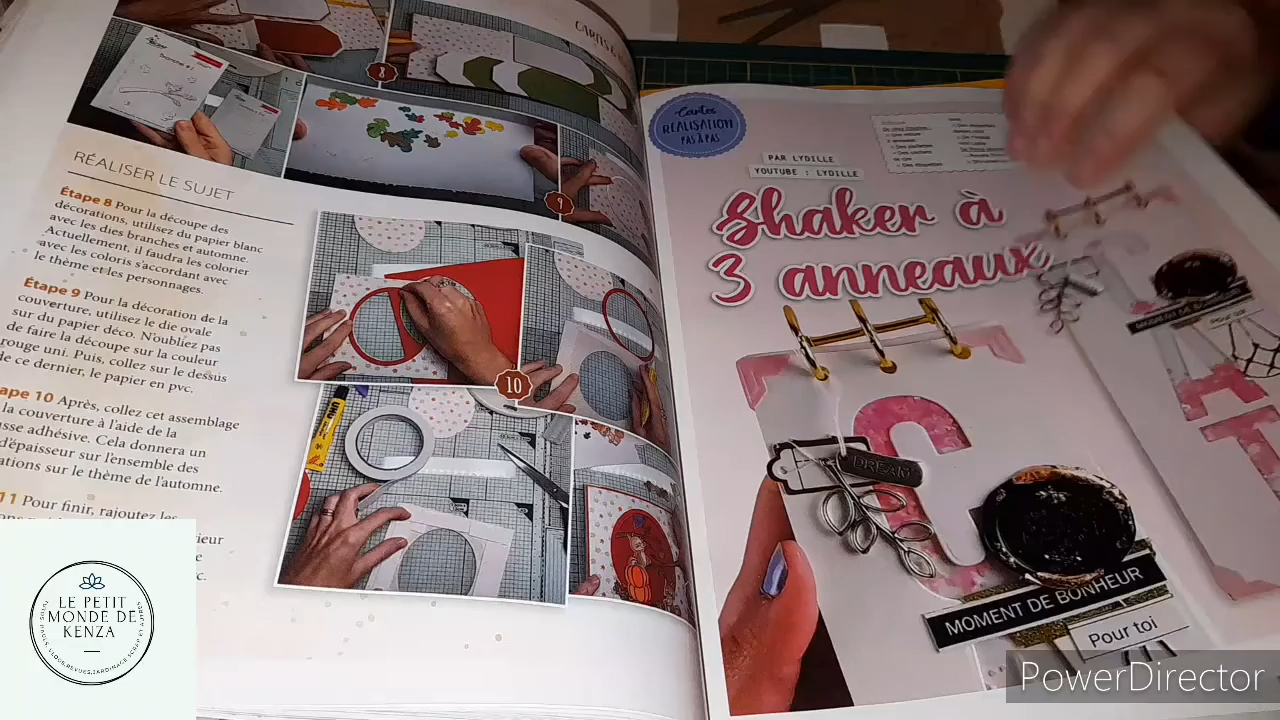 8
9
RÉALISER LE SUJET
Étape 8 Pour la découpe des
décorations, utilisez du papier blanc
avec les dies branches et automne.
Actuellement, il faudra les colorier
avec les coloris s'accordant avec
le thème et les personnages.
Étape 9 Pour la décoration de la
couverture, utilisez le die ovale
sur du papier déco. N'oubliez pas
de faire la découpe sur la couleur
rouge uni. Puis, collez sur le dessus
de ce dernier, le papier en pvc.
10 Après, collez cet assemblage
la couverture à l'aide de la
adhésive. Cela donnera un
d'épaisseur sur l'ensemble des
sur le thème de l'automne.
11 Pour finir, rajoutez les
10
UHU
LE PETIT
MONDE DE
KENZA
Cartes
RÉALISATION
PAS À PAS
PAR LYDILLE
YOUTUBE : LYDILLE
Shaker à
3 anneaux
DREAM
MOMENT DE BONHEUR
Pour toi
PowerDirector